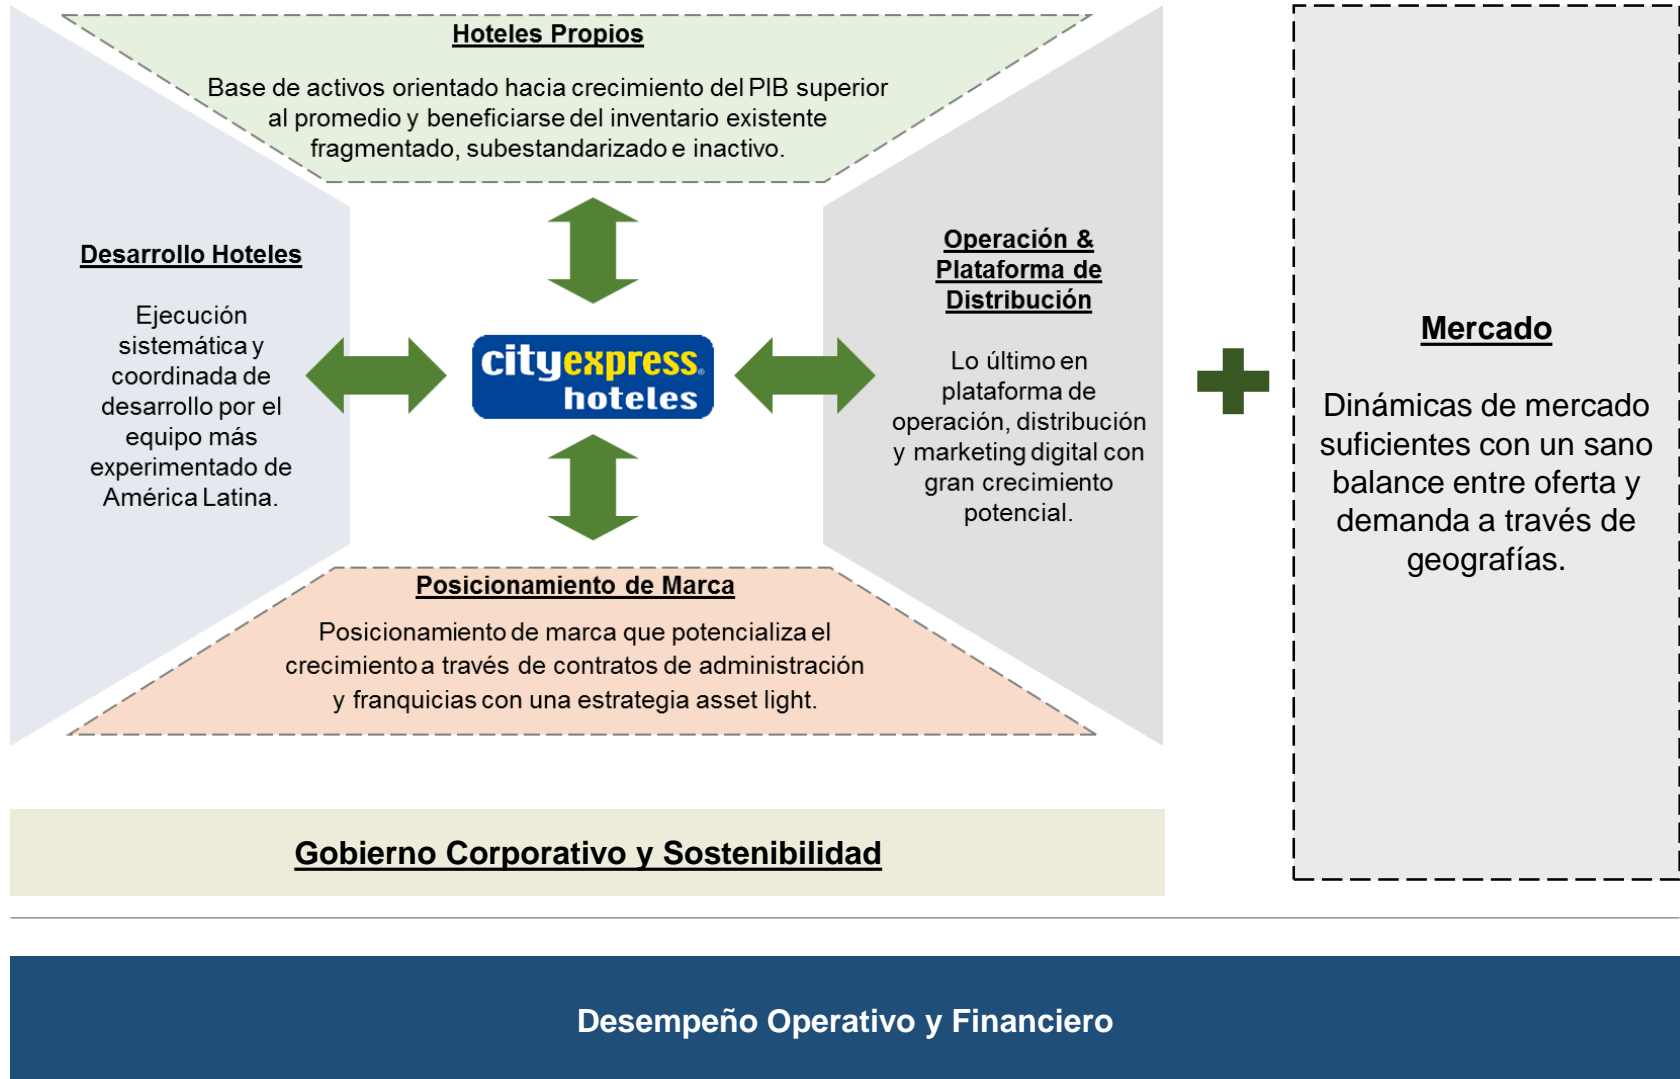 Hoteles Propios
Base de activos orientado hacia crecimiento del PIB superior
al promedio y beneficiarse del inventario existente
fragmentado, subestandarizado e inactivo.
Desarrollo Hoteles
Ejecución
sistemática y
coordinada de
desarrollo por el
equipo más
experimentado de
América Latina.
cityexpress®
hoteles
Operación &
Plataforma de
Distribución
Lo último en
plataforma de
operación, distribución
y marketing digital con
gran crecimiento
potencial.
Posicionamiento de Marca
Posicionamiento de marca que potencializa el
crecimiento a través de contratos de administración
y franquicias con una estrategia asset light.
Mercado
Dinámicas de mercado
suficientes con un sano
balance entre oferta y
demanda a través de
geografías.
Gobierno Corporativo y Sostenibilidad
Desempeño Operativo y Financiero